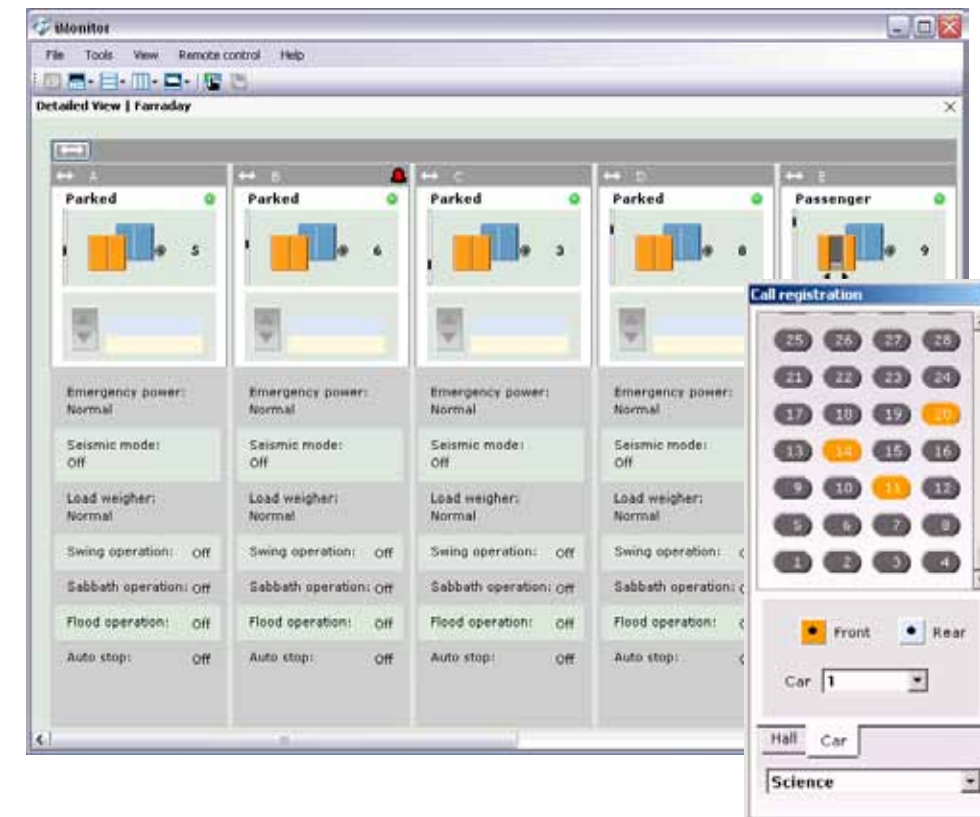 iMonitor
File Tools View Remote control Help
Detailed View | Farraday
A B C D E
Parked Parked Parked Parked Passenger
5 6 3 8 9
Call registration
25 26 27 28
21 22 23 24
17 18 19 20
13 14 15 16
9 10 11 12
5 6 7 8
1 2 3 4
Emergency power: Emergency power: Emergency power: Emergency power:
Normal Normal Normal Normal
Seismic mode: Seismic mode: Seismic mode: Seismic mode:
Off Off Off Off
Load weigher: Load weigher: Load weigher: Load weigher:
Normal Normal Normal Normal
Swing operation: Off Swing operation: Off Swing operation: Off Swing operation:
Sabbath operation: Off Sabbath operation: Off Sabbath operation: Off Sabbath operation:
Flood operation: Off Flood operation: Off Flood operation: Off Flood operation:
Auto stop: Off Auto stop: Off Auto stop: Off Auto stop:
Front Rear
Car 1
Hall Car
Science